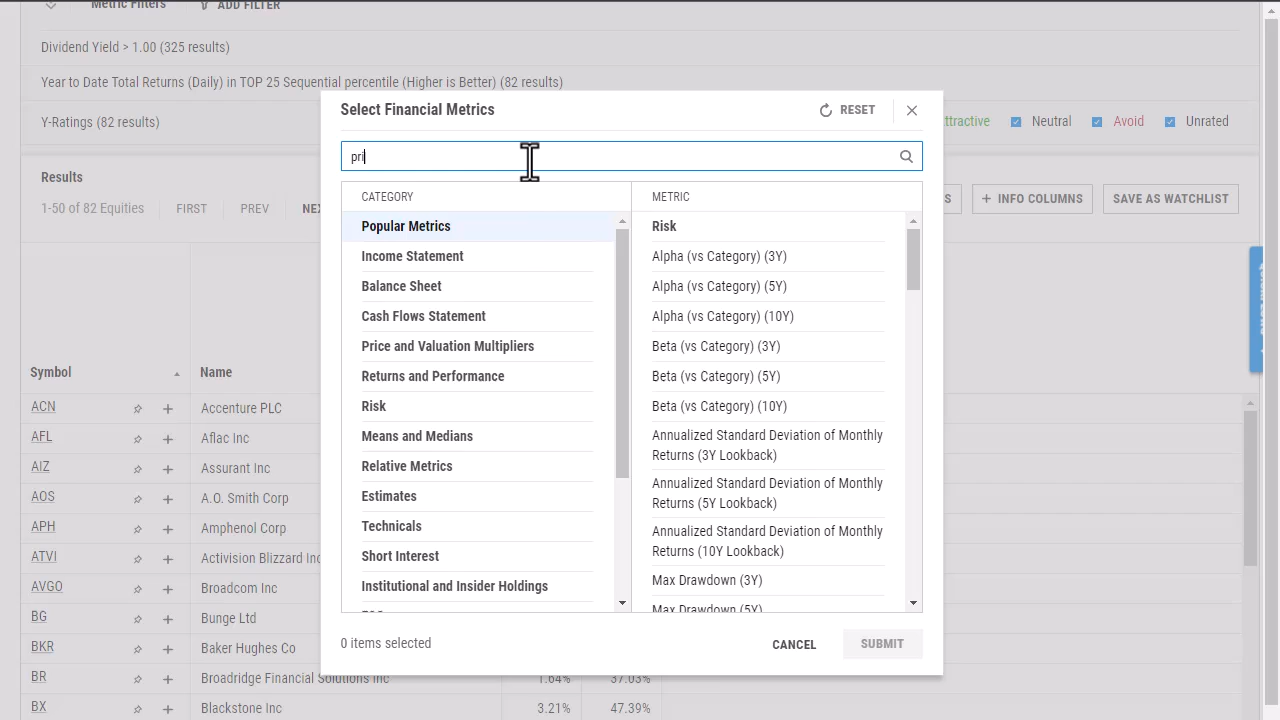 Metric Filters ADD FILTER
Dividend Yield > 1.00 (325 results)
Year to Date Total Returns (Daily) in TOP 25 Sequential percentile (Higher is Better) (82 results)
Y-Ratings (82 results)
Neutral Avoid Unrated
Select Financial Metrics RESET
pri
Results
1-50 of 82 Equities FIRST PREV
INFO COLUMNS SAVE AS WATCHLIST
CATEGORY
Popular Metrics
Income Statement
Balance Sheet
Cash Flows Statement
Price and Valuation Multipliers
Returns and Performance
Risk
Means and Medians
Relative Metrics
Estimates
Technicals
Short Interest
Institutional and Insider Holdings
METRIC
Risk
Alpha (vs Category) (3Y)
Alpha (vs Category) (5Y)
Alpha (vs Category) (10Y)
Beta (vs Category) (3Y)
Beta (vs Category) (5Y)
Beta (vs Category) (10Y)
Annualized Standard Deviation of Monthly
Returns (3Y Lookback)
Annualized Standard Deviation of Monthly
Returns (5Y Lookback)
Annualized Standard Deviation of Monthly
Returns (10Y Lookback)
Max Drawdown (3Y)
Max Drawdown (5Y)
0 items selected CANCEL SUBMIT
Symbol Name
ACN Accenture PLC
AFL Aflac Inc
AIZ Assurant Inc
AOS A.O. Smith Corp
APH Amphenol Corp
ATVI Activision Blizzard Inc
AVGO Broadcom Inc
BG Bunge Ltd
BKR Baker Hughes Co
BR Broadridge Financial Solutions Inc 1.64% 37.03%
BX Blackstone Inc 3.21% 47.39%